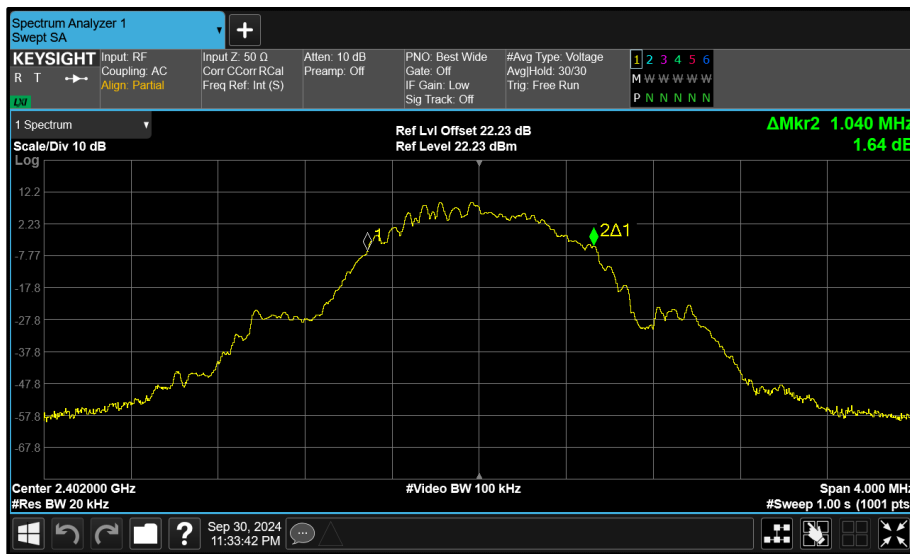 Spectrum Analyzer 1
Swept SA
KEYSIGHT
R T
LXI
Input: RF
Coupling: AC
Align: Partial
Input Z: 50 Ω
Corr CCorr RCal
Freq Ref: Int (S)
Atten: 10 dB
Preamp: Off
PNO: Best Wide
Gate: Off
IF Gain: Low
Sig Track: Off
#Avg Type: Voltage
Avg|Hold: 30/30
Trig: Free Run
1 2 3 4 5 6
M W W W W W
P N N N N N
1 Spectrum
Scale/Div 10 dB
Log
Ref Lvl Offset 22.23 dB
Ref Level 22.23 dBm
ΔMkr2 1.040 MHz
1.64 dB
12.2
2.23
-7.77
-17.8
-27.8
-37.8
-47.8
-57.8
-67.8
1
2Δ1
Center 2.402000 GHz
#Video BW 100 kHz
Span 4.000 MHz
#Res BW 20 kHz
#Sweep 1.00 s (1001 pts
Sep 30, 2024
11:33:42 PM